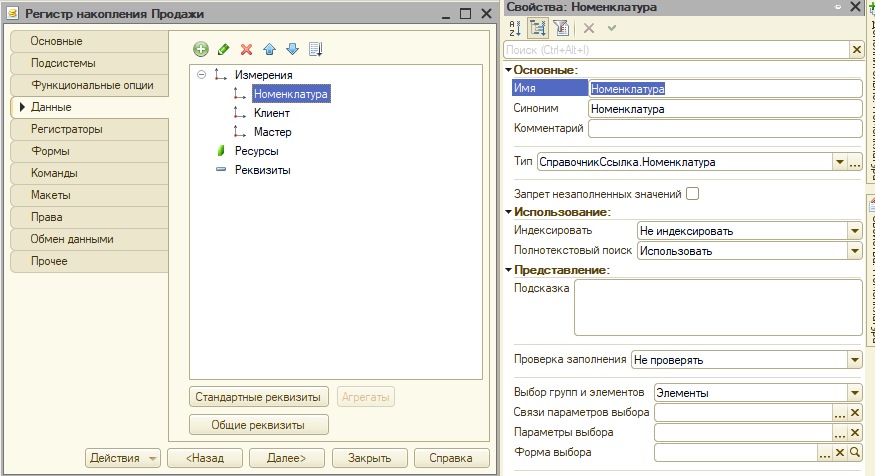 Регистр накопления Продажи
Основные
Подсистемы
Функциональные опции
Данные
Регистраторы
Формы
Команды
Макеты
Права
Обмен данными
Прочее
Измерения
Номенклатура
Клиент
Мастер
Ресурсы
Реквизиты
Стандартные реквизиты
Агрегаты
Общие реквизиты
Действия
<Назад
Далее>
Закрыть
Справка
Свойства: Номенклатура
Поиск (Ctrl+Alt+I)
Основные:
Имя Номенклатура
Синоним Номенклатура
Комментарий
Тип СправочникСсылка.Номенклатура
Запрет незаполненных значений
Использование:
Индексировать Не индексировать
Полнотекстовый поиск Использовать
Представление:
Подсказка
Проверка заполнения Не проверять
Выбор групп и элементов Элементы
Связи параметров выбора
Параметры выбора
Форма выбора